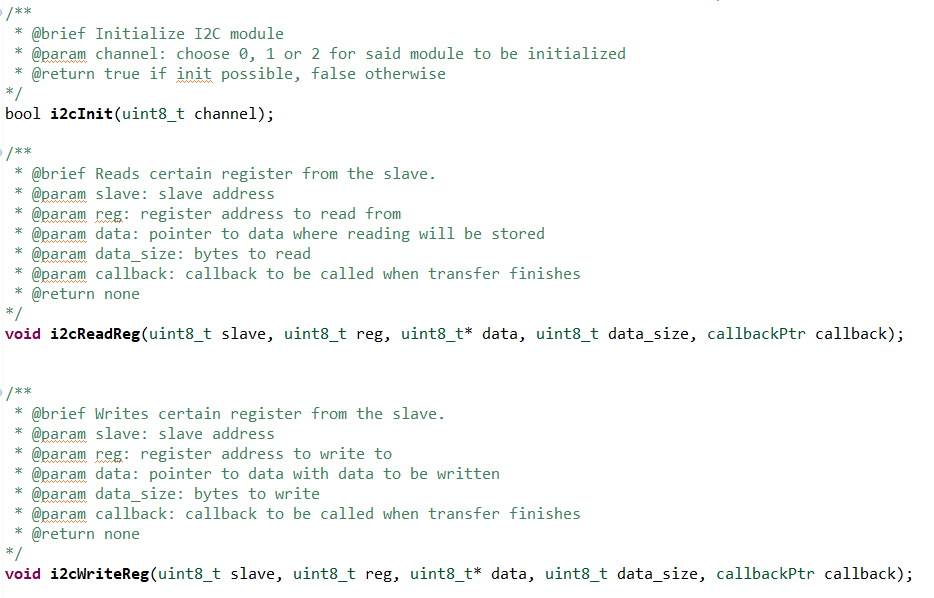 /**
 * @brief Initialize I2C module
 * @param channel: choose 0, 1 or 2 for said module to be initialized
 * @return true if init possible, false otherwise
*/
bool i2cInit(uint8_t channel);
/**
 * @brief Reads certain register from the slave.
 * @param slave: slave address
 * @param reg: register address to read from
 * @param data: pointer to data where reading will be stored
 * @param data_size: bytes to read
 * @param callback: callback to be called when transfer finishes
 * @return none
*/
void i2cReadReg(uint8_t slave, uint8_t reg, uint8_t* data, uint8_t data_size, callbackPtr callback);
/**
 * @brief Writes certain register from the slave.
 * @param slave: slave address
 * @param reg: register address to write to
 * @param data: pointer to data with data to be written
 * @param data_size: bytes to write
 * @param callback: callback to be called when transfer finishes
 * @return none
*/
void i2cWriteReg(uint8_t slave, uint8_t reg, uint8_t* data, uint8_t data_size, callbackPtr callback);